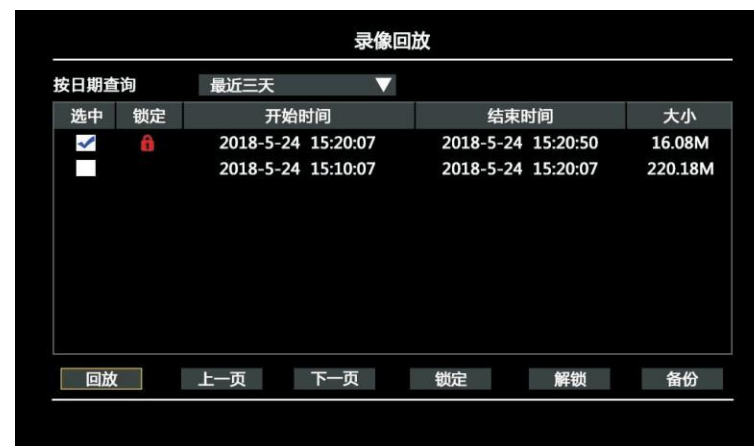 录像回放
按日期查询 最近三天
选中 锁定 开始时间 结束时间 大小
2018-5-24 15:20:07 2018-5-24 15:20:50 16.08M
2018-5-24 15:10:07 2018-5-24 15:20:07 220.18M
回放 上一页 下一页 锁定 解锁 备份